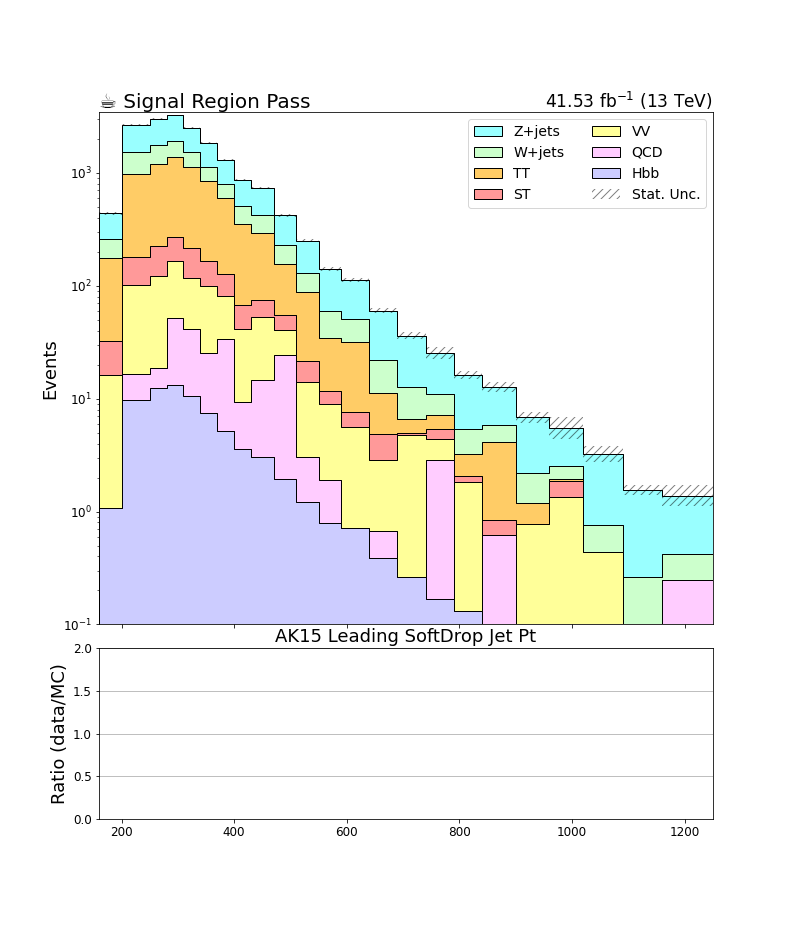 ☕ Signal Region Pass
41.53 fb⁻¹ (13 TeV)
Z+jets
W+jets
TT
ST
VV
QCD
Hbb
Stat. Unc.
Events
10³
10²
10¹
10⁰
10⁻¹
AK15 Leading SoftDrop Jet Pt
Ratio (data/MC)
2.0
1.5
1.0
0.5
0.0
200 400 600 800 1000 1200